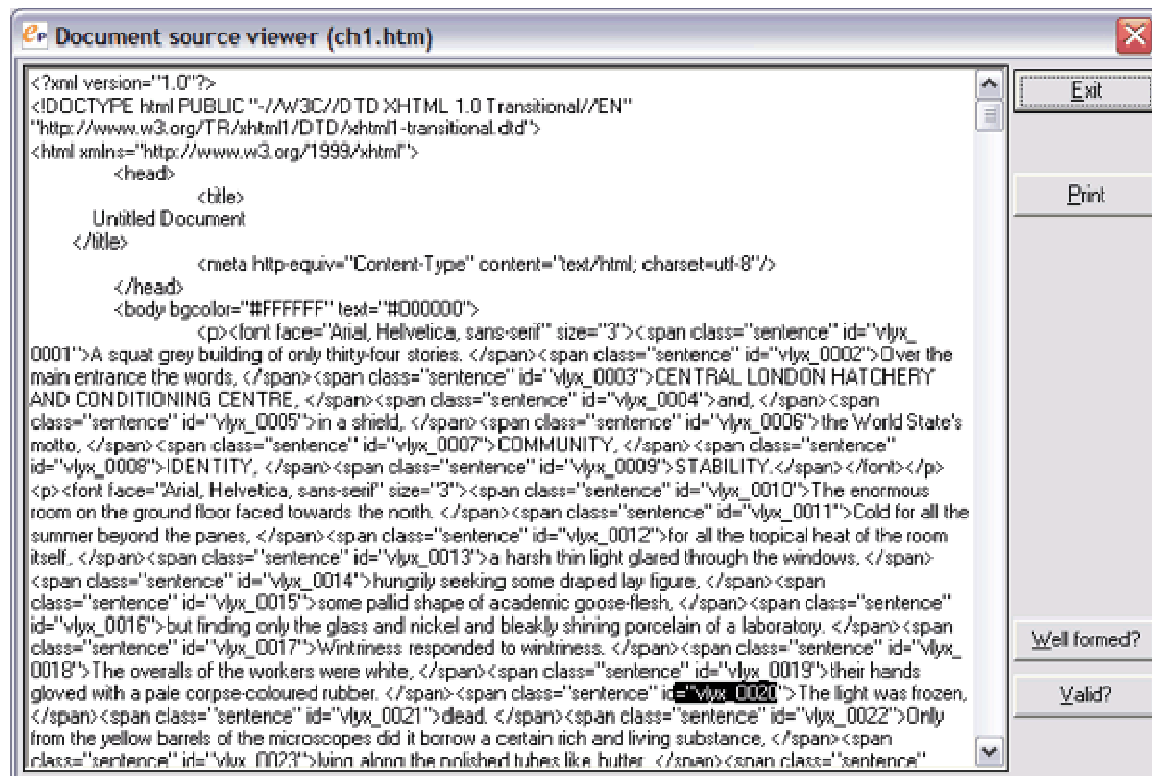 eP Document source viewer (ch1.htm)
<?xml version="1.0"?>
<!DOCTYPE html PUBLIC "-//W3C//DTD XHTML 1.0 Transitional//EN"
"http://www.w3.org/TR/xhtml1/DTD/xhtml1-transitional.dtd">
<html xmlns="http://www.w3.org/1999/xhtml">
<head>
<title>
Untitled Document
</title>
<meta http-equiv="Content-Type" content="text/html; charset=utf-8"/>
</head>
<body bgcolor="#FFFFFF" text="#000000">
<p><font face="Arial, Helvetica, sans-serif" size="3"><span class="sentence" id="vlyx_
0001">A squat grey building of only thirty-four stories. </span><span class="sentence" id="vlyx_0002">Over the
main entrance the words, </span><span class="sentence" id="vlyx_0003">CENTRAL LONDON HATCHERY
AND CONDITIONING CENTRE, </span><span class="sentence" id="vlyx_0004">and, </span><span
class="sentence" id="vlyx_0005">in a shield, </span><span class="sentence" id="vlyx_0006">the World State's
motto, </span><span class="sentence" id="vlyx_0007">COMMUNITY, </span><span class="sentence"
id="vlyx_0008">IDENTITY, </span><span class="sentence" id="vlyx_0009">STABILITY.</span></font></p>
<p><font face="Arial, Helvetica, sans-serif" size="3"><span class="sentence" id="vlyx_0010">The enormous
room on the ground floor faced towards the north. </span><span class="sentence" id="vlyx_0011">Cold for all the
summer beyond the panes, </span><span class="sentence" id="vlyx_0012">for all the tropical heat of the room
itself, </span><span class="sentence" id="vlyx_0013">a harsh thin light glared through the windows, </span>
<span class="sentence" id="vlyx_0014">hungrily seeking some draped lay figure, </span><span
class="sentence" id="vlyx_0015">some pallid shape of academic goose-flesh, </span><span class="sentence"
id="vlyx_0016">but finding only the glass and nickel and bleakly shining porcelain of a laboratory. </span><span
class="sentence" id="vlyx_0017">Wintriness responded to wintriness. </span><span class="sentence" id="vlyx_
0018">The overalls of the workers were white, </span><span class="sentence" id="vlyx_0019">their hands
gloved with a pale corpse-coloured rubber. </span><span class="sentence" id="vlyx_0020">The light was frozen,
</span><span class="sentence" id="vlyx_0021">dead. </span><span class="sentence" id="vlyx_0022">Only
from the yellow barrels of the microscopes did it borrow a certain rich and living substance, </span><span
class="sentence" id="vlyx_0023">lying along the polished tubes like butter, </span><span class="sentence"
Exit
Print
Well formed?
Valid?